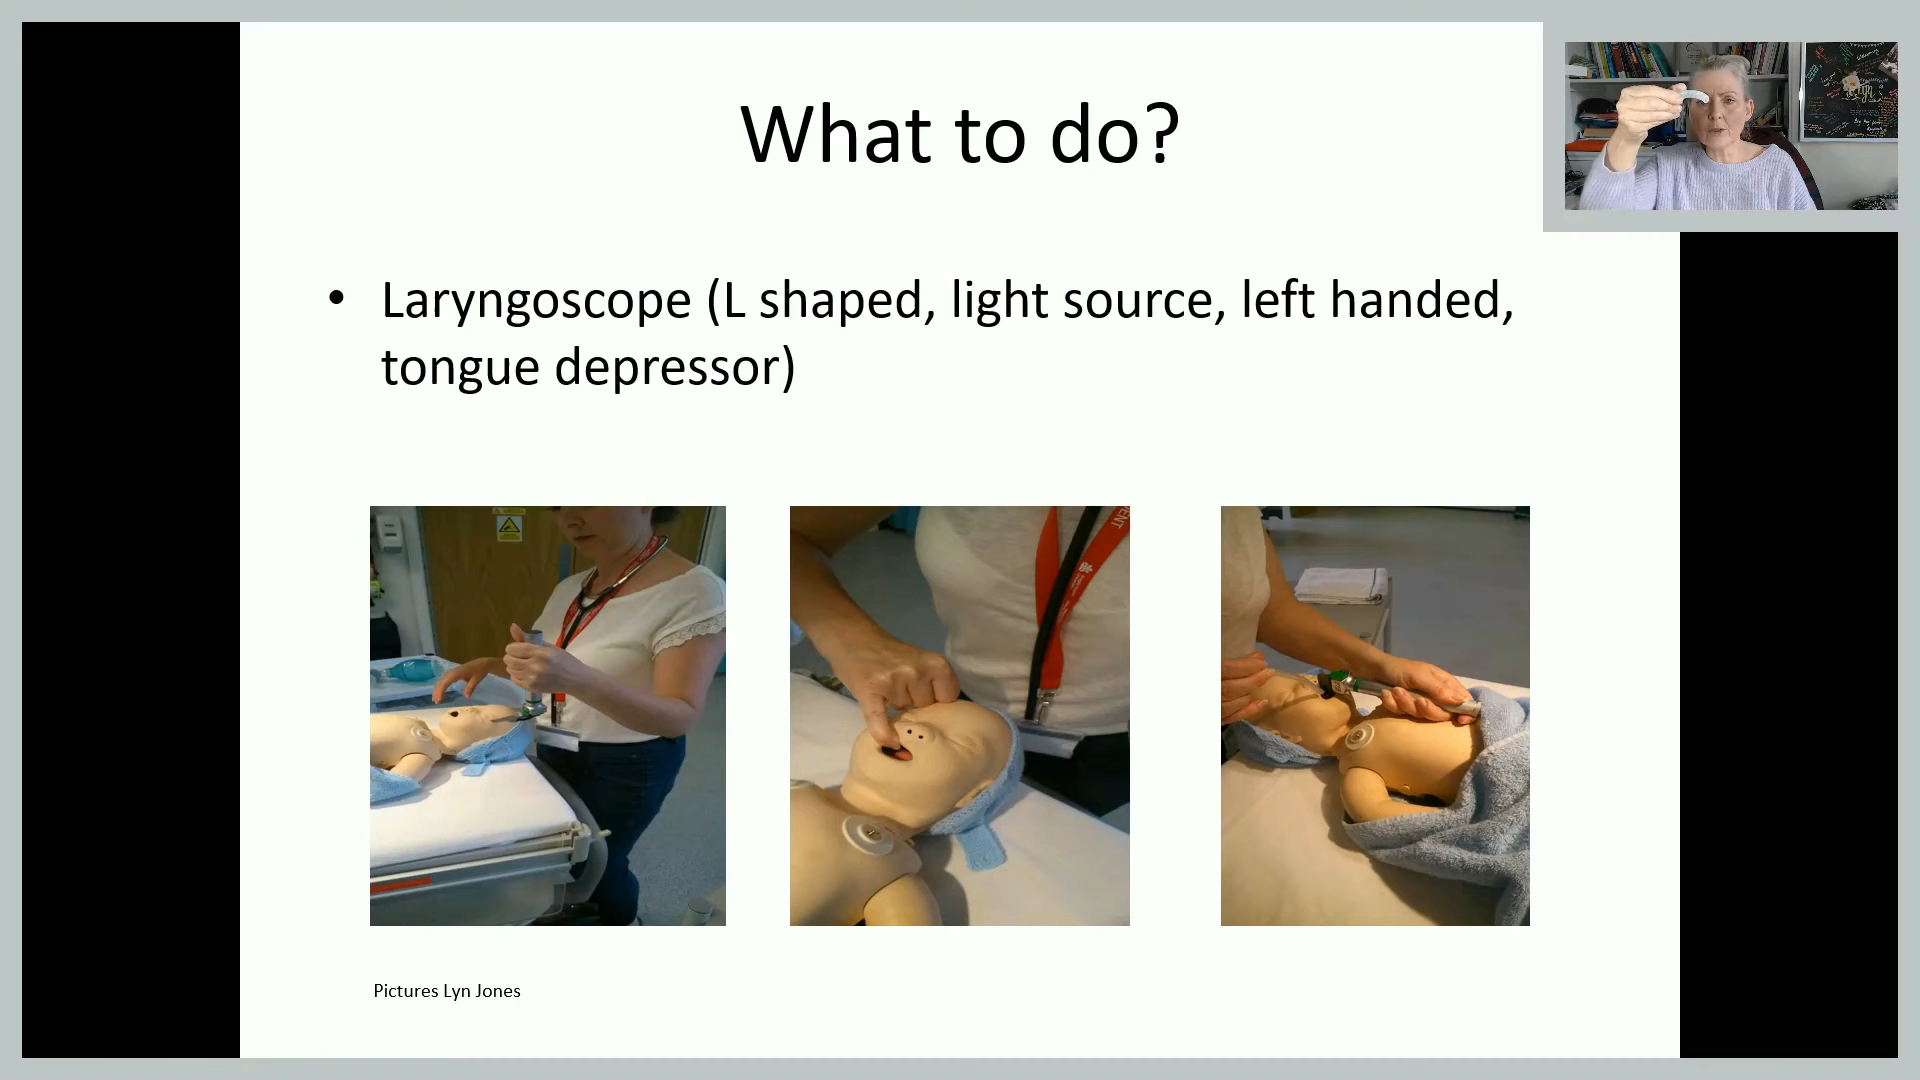 What to do?
• Laryngoscope (L shaped, light source, left handed,
tongue depressor)
Pictures Lyn Jones